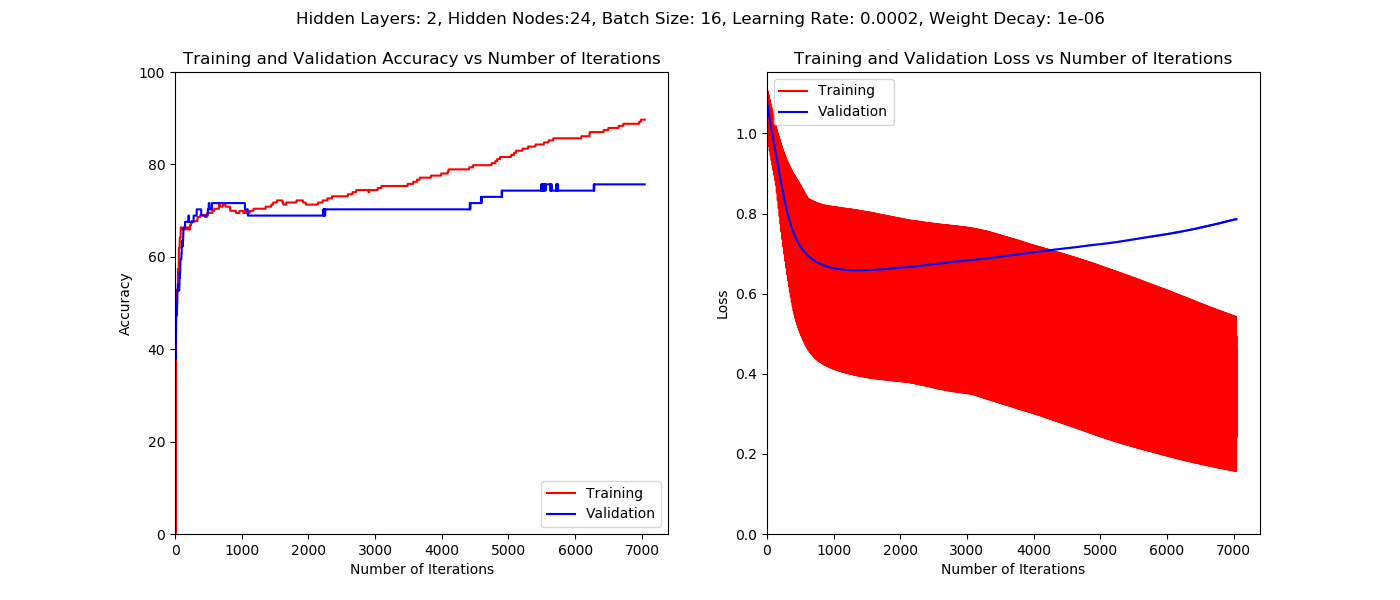 Hidden Layers: 2, Hidden Nodes:24, Batch Size: 16, Learning Rate: 0.0002, Weight Decay: 1e-06
Training and Validation Accuracy vs Number of Iterations
100
80
60
40
20
0
Accuracy
0 1000 2000 3000 4000 5000 6000 7000
Number of Iterations
Training
Validation
Training and Validation Loss vs Number of Iterations
Training
Validation
1.0
0.8
0.6
0.4
0.2
0.0
Loss
0 1000 2000 3000 4000 5000 6000 7000
Number of Iterations